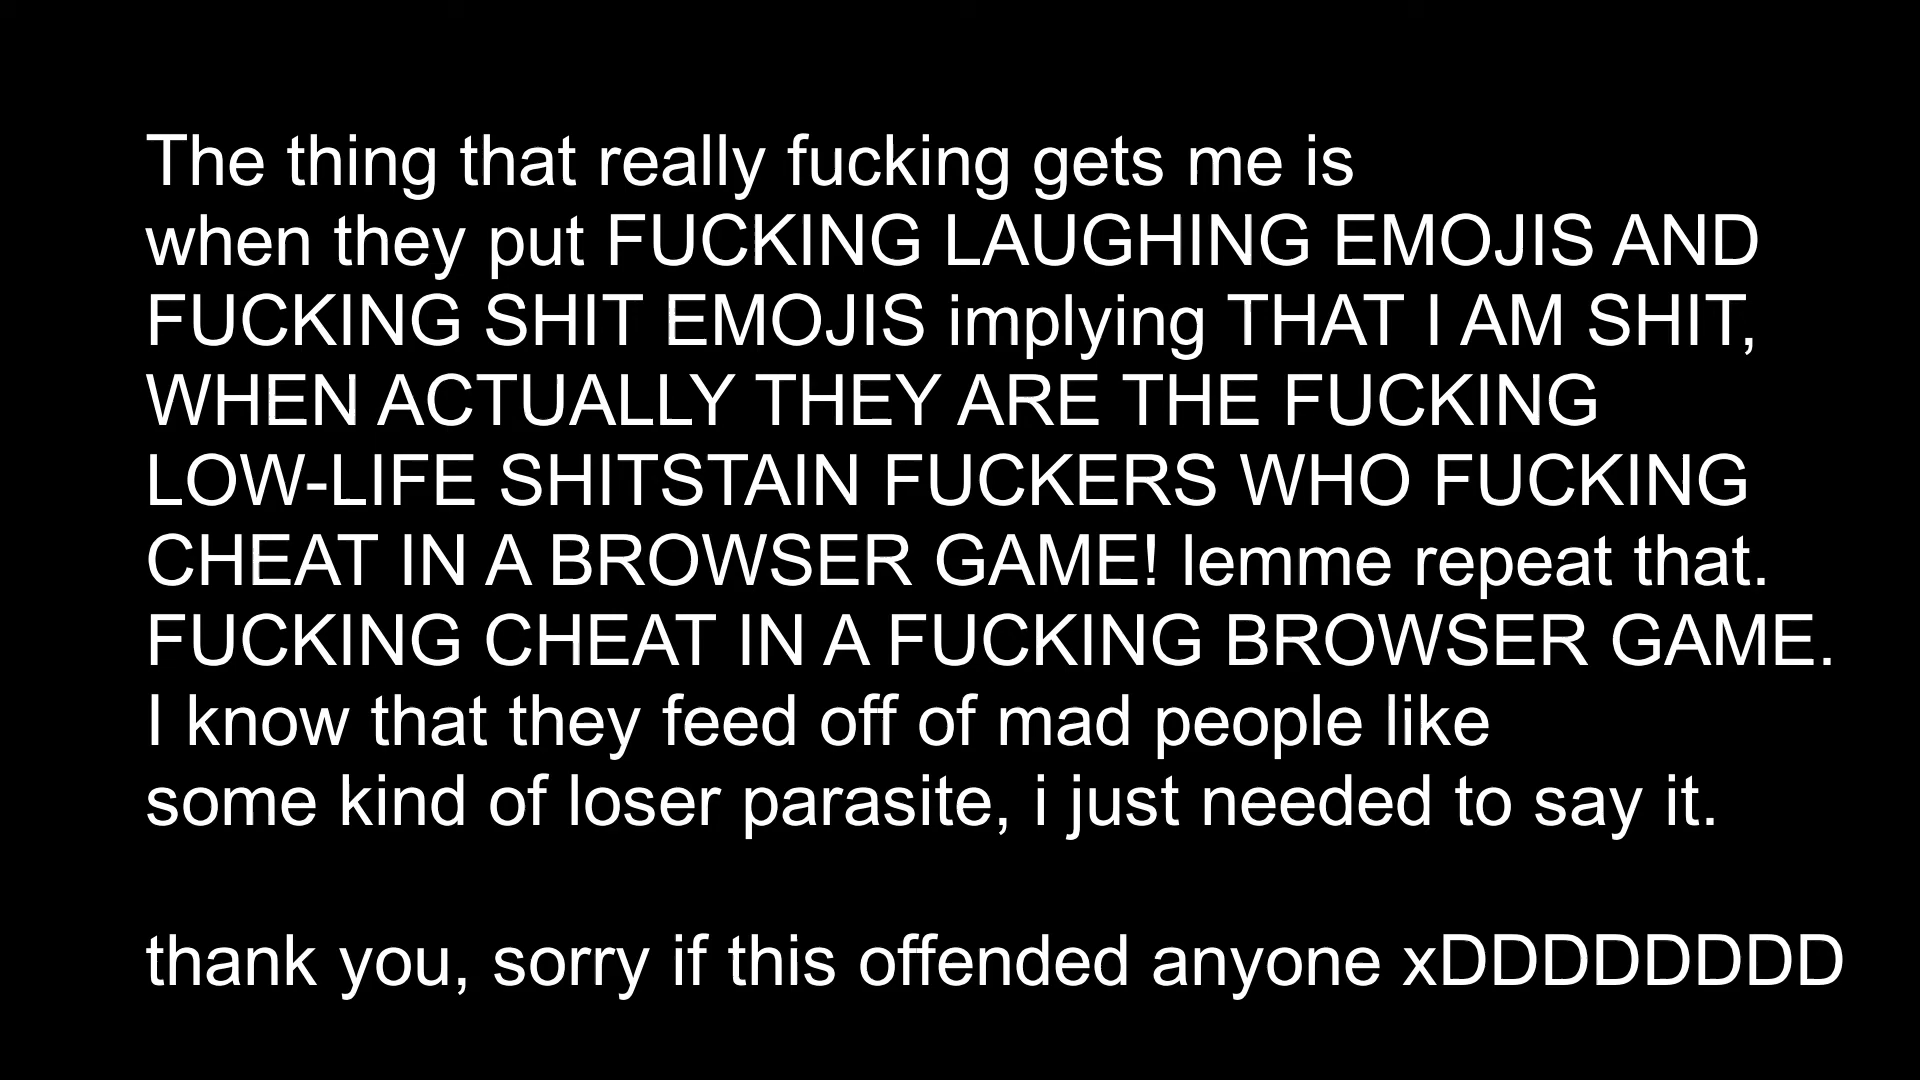 The thing that really fucking gets me is
when they put FUCKING LAUGHING EMOJIS AND
FUCKING SHIT EMOJIS implying THAT I AM SHIT,
WHEN ACTUALLY THEY ARE THE FUCKING
LOW-LIFE SHITSTAIN FUCKERS WHO FUCKING
CHEAT IN A BROWSER GAME! lemme repeat that.
FUCKING CHEAT IN A FUCKING BROWSER GAME.
I know that they feed off of mad people like
some kind of loser parasite, i just needed to say it.
thank you, sorry if this offended anyone xDDDDDDDD